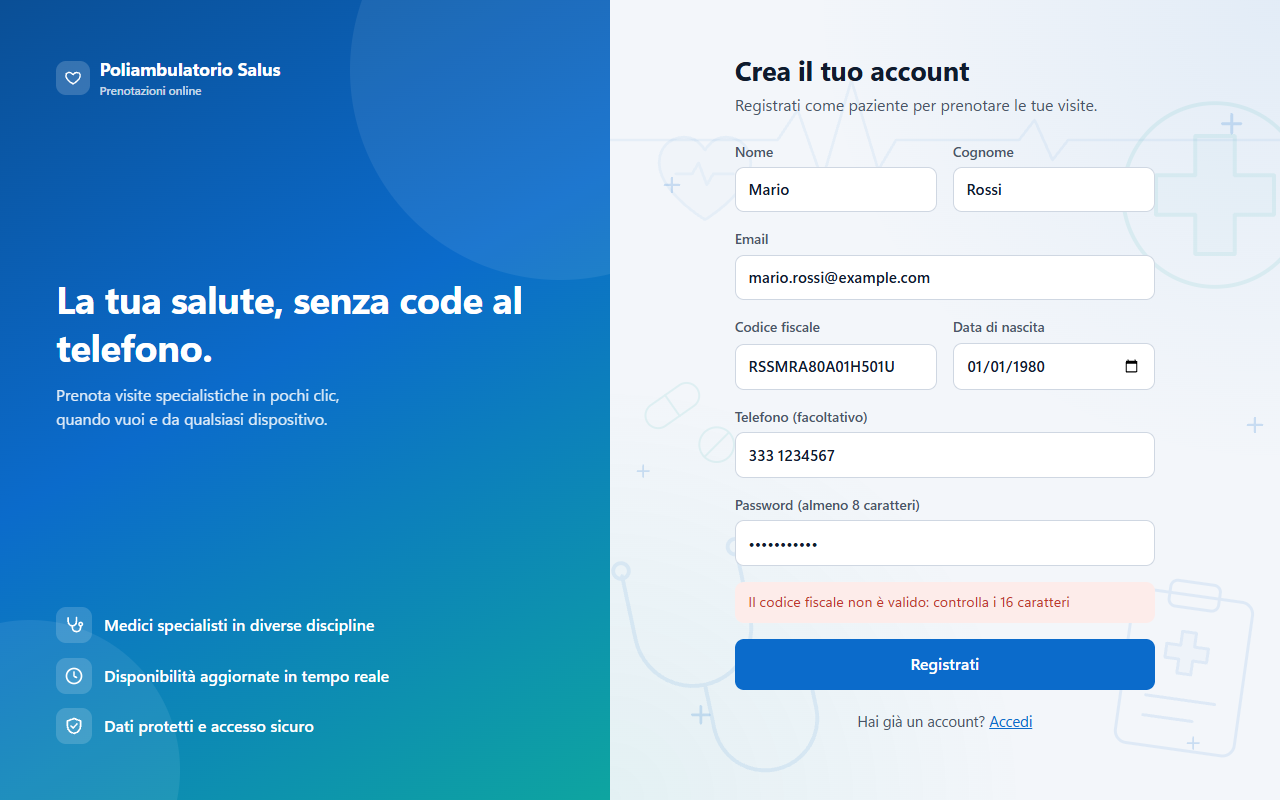 Poliambulatorio Salus
Prenotazioni online
La tua salute, senza code al
telefono.
Prenota visite specialistiche in pochi clic,
quando vuoi e da qualsiasi dispositivo.
Medici specialisti in diverse discipline
Disponibilità aggiornate in tempo reale
Dati protetti e accesso sicuro
Crea il tuo account
Registrati come paziente per prenotare le tue visite.
Nome
Mario
Cognome
Rossi
Email
mario.rossi@example.com
Codice fiscale
RSSMRA80A01H501U
Data di nascita
01/01/1980
Telefono (facoltativo)
333 1234567
Password (almeno 8 caratteri)
•••••••••••
Il codice fiscale non è valido: controlla i 16 caratteri
Registrati
Hai già un account? Accedi